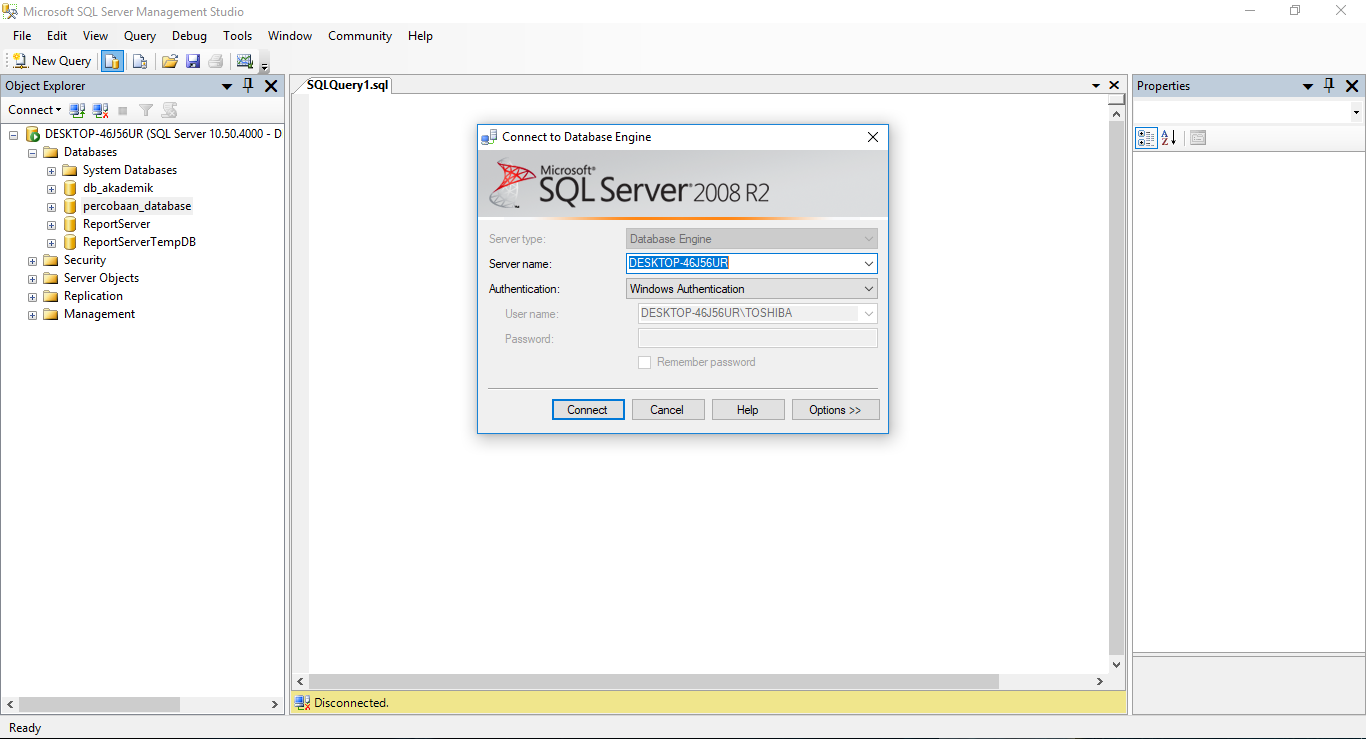 Microsoft SQL Server Management Studio
File Edit View Query Debug Tools Window Community Help
New Query
Object Explorer
Connect
DESKTOP-46J56UR (SQL Server 10.50.4000 - D
Databases
System Databases
db_akademik
percobaan_database
ReportServer
ReportServerTempDB
Security
Server Objects
Replication
Management
SQLQuery1.sql
Connect to Database Engine
Microsoft®
SQL Server® 2008 R2
Server type: Database Engine
Server name: DESKTOP-46J56UR
Authentication: Windows Authentication
User name: DESKTOP-46J56UR\TOSHIBA
Password:
Remember password
Connect Cancel Help Options >>
Disconnected.
Properties
A
Z
Ready